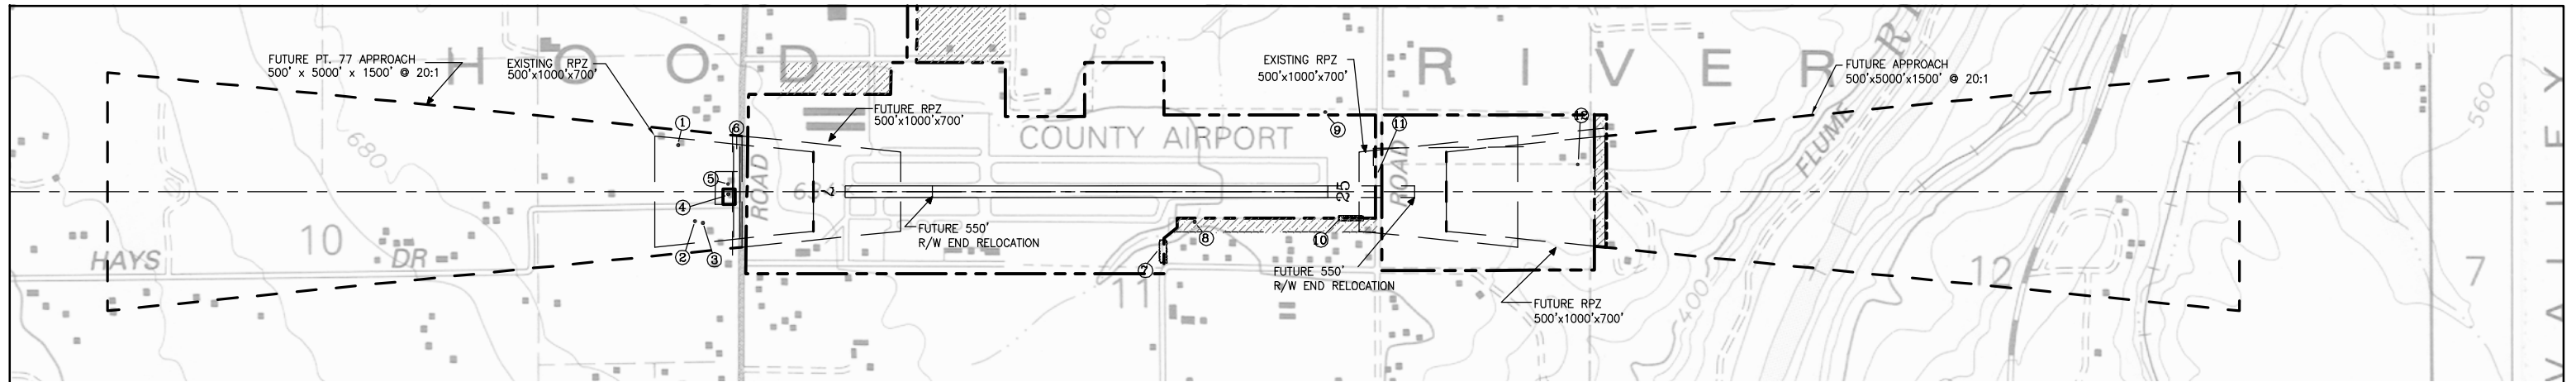 FUTURE PT. 77 APPROACH
500' x 5000' x 1500' @ 20:1
EXISTING RPZ
500'x1000'x700'
HOOD RIVER
FUTURE RPZ
500'x1000'x700'
EXISTING RPZ
500'x1000'x700'
FUTURE APPROACH
500'x5000'x1500' @ 20:1
COUNTY AIRPORT
600
680
560
400
1
6
5
4
2
3
9
11
12
8
10
7
ROAD
ROAD
25
FLUME
HAYS
DR
10
11
12
7
VALLEY
FUTURE 550'
R/W END RELOCATION
FUTURE 550'
R/W END RELOCATION
FUTURE RPZ
500'x1000'x700'